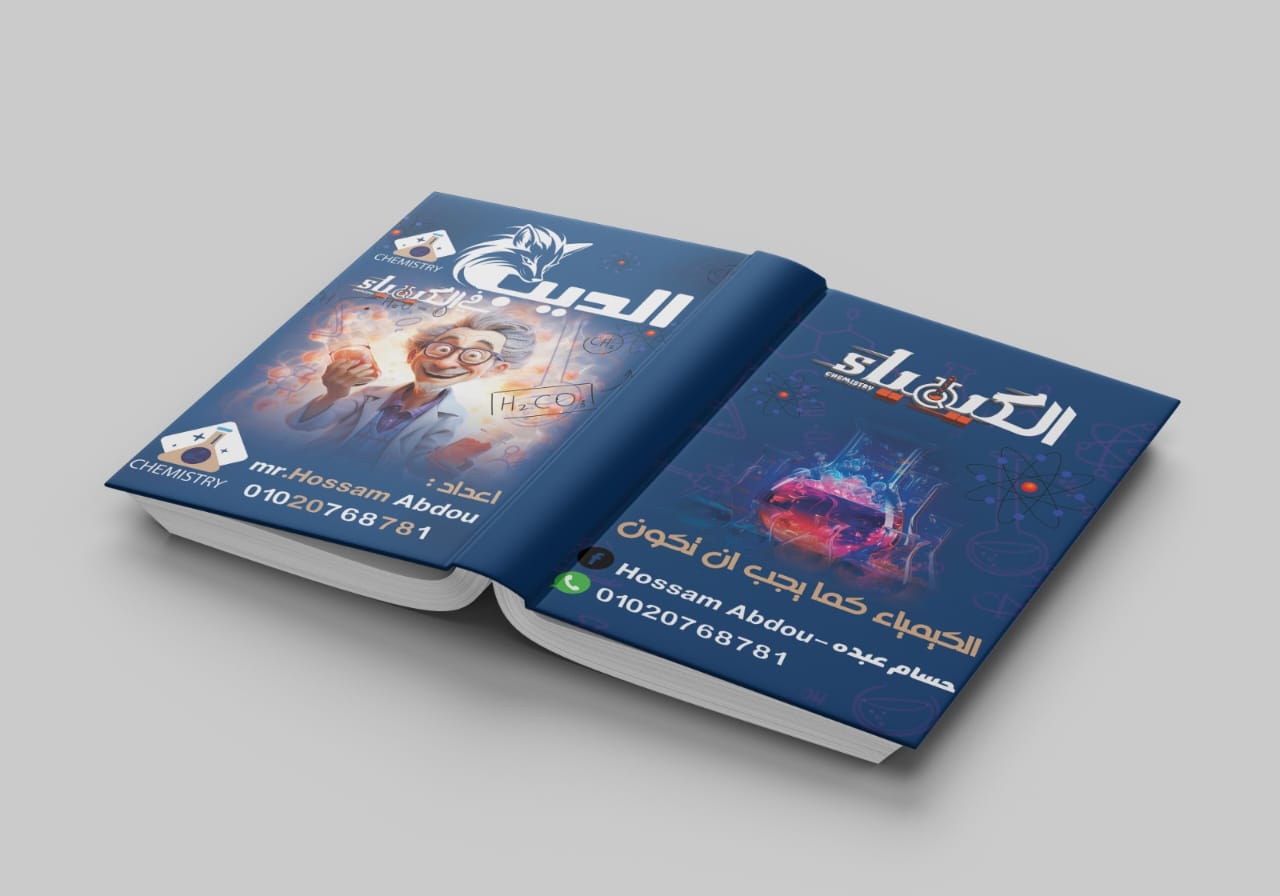 CHEMISTRY
الديب
في الكيمياء
CH₂
H₂CO₃
CHEMISTRY
اعداد :
mr.Hossam Abdou
01020768781
الكيمياء
CHEMISTRY
الكيمياء كما يجب ان تكون
Hossam Abdou - حسام عبده
01020768781